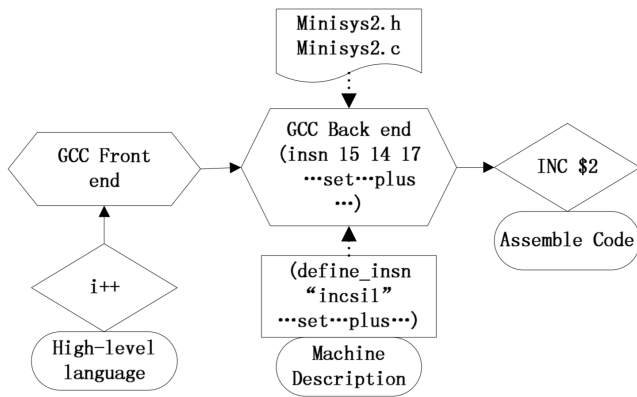 Minisys2.h
Minisys2.c
GCC Front
end
GCC Back end
(insn 15 14 17
…set…plus
…)
INC $2
Assemble Code
i++
High-level
language
(define_insn
“incsi1”
…set…plus…)
Machine
Description